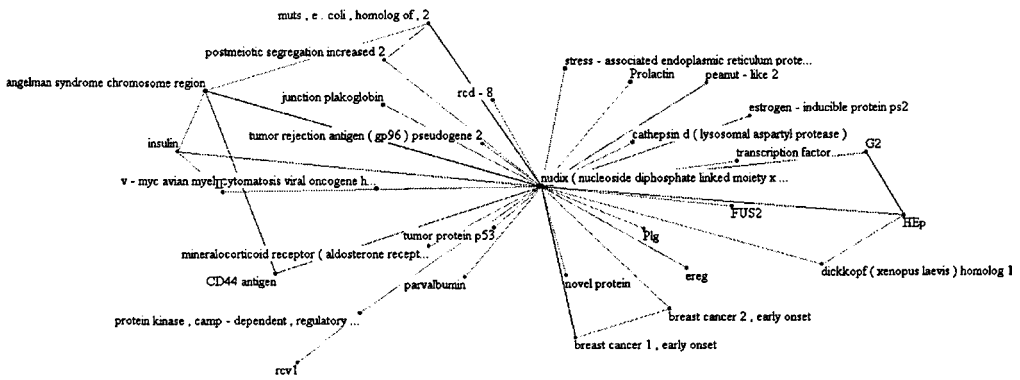 muts , e . coli , homolog of , 2
postmeiotic segregation increased 2
stress - associated endoplasmic reticulum prote...
Prolactin
peamut - like 2
angelman syndrome chromosome region
junction plakoglobin
rcd - 8
estrogen - inducible protein ps2
tumor rejection antigen ( gp96 ) pseudogene 2
cathepsin d ( lysosomal aspartyl protease )
insulin
transcription factor...
G2
v - myc avian myelocytomatosis viral oncogene h...
nudix ( nucleoside diphosphate linked moiety x ...
FUS2
HEp
tumor protein p53
Plg
mineralocorticoid receptor ( aldosterone recept...
CD44 antigen
parvalbumin
novel protein
ereg
dickkopf ( xenopus laevis ) homolog 1
protein kinase , camp - dependent , regulatory ...
breast cancer 2 , early onset
breast cancer 1 , early onset
rcv1